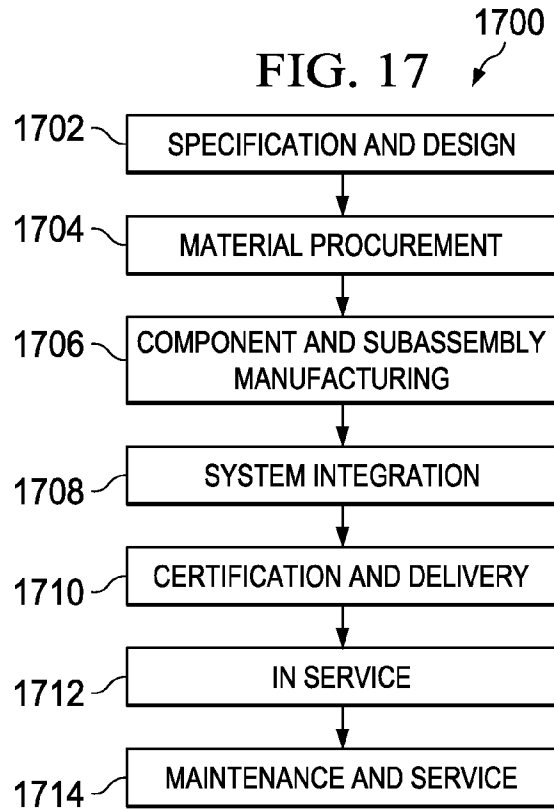 1700
FIG. 17
1702
SPECIFICATION AND DESIGN
1704
MATERIAL PROCUREMENT
1706
COMPONENT AND SUBASSEMBLY
MANUFACTURING
1708
SYSTEM INTEGRATION
1710
CERTIFICATION AND DELIVERY
1712
IN SERVICE
1714
MAINTENANCE AND SERVICE